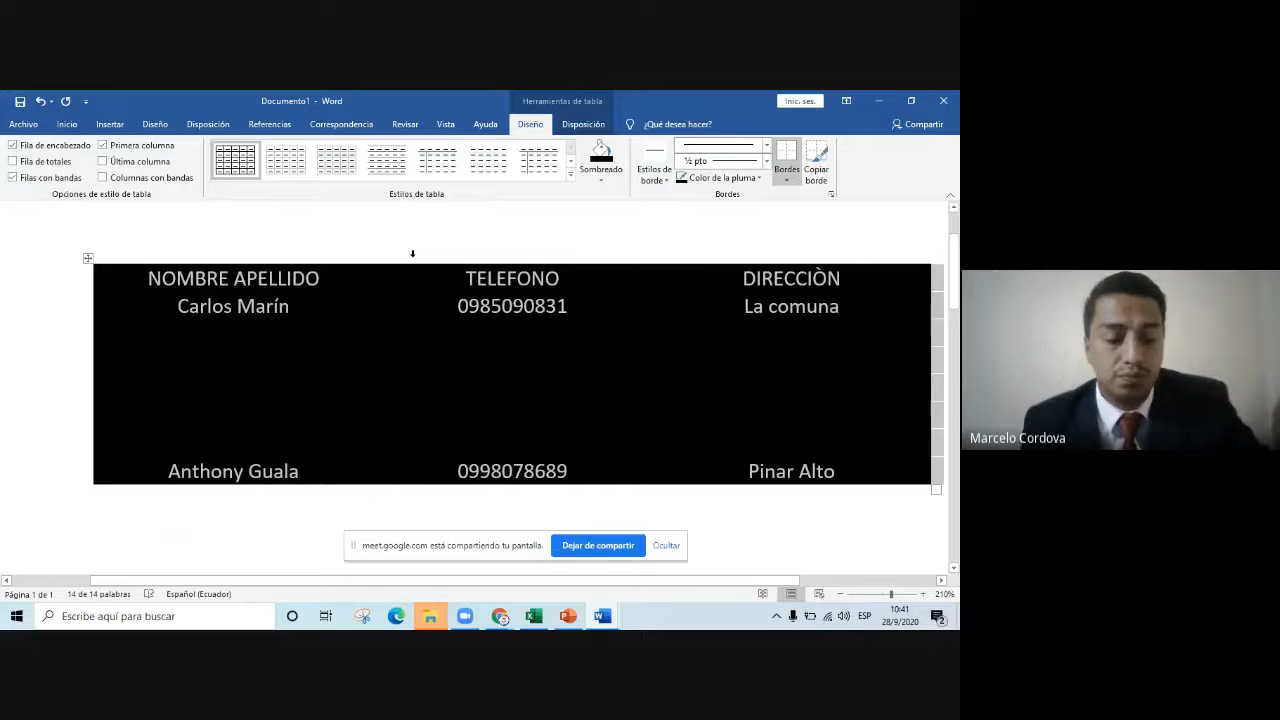 Documento1 - Word
Herramientas de tabla
Inic. ses.
Archivo Inicio Insertar Diseño Disposición Referencias Correspondencia Revisar Vista Ayuda Diseño Disposición ¿Qué desea hacer? Compartir
Fila de encabezado Primera columna
Fila de totales Última columna
Filas con bandas Columnas con bandas
Opciones de estilo de tabla
Estilos de tabla
Sombreado
Estilos de borde
½ pto
Color de la pluma
Bordes
Copiar borde
Bordes
NOMBRE APELLIDO TELEFONO DIRECCIÒN
Carlos Marín 0985090831 La comuna
Anthony Guala 0998078689 Pinar Alto
Marcelo Cordova
meet.google.com está compartiendo tu pantalla. Dejar de compartir Ocultar
Página 1 de 1 14 de 14 palabras Español (Ecuador) 210%
Escribe aquí para buscar
ESP
10:41
28/9/2020
2